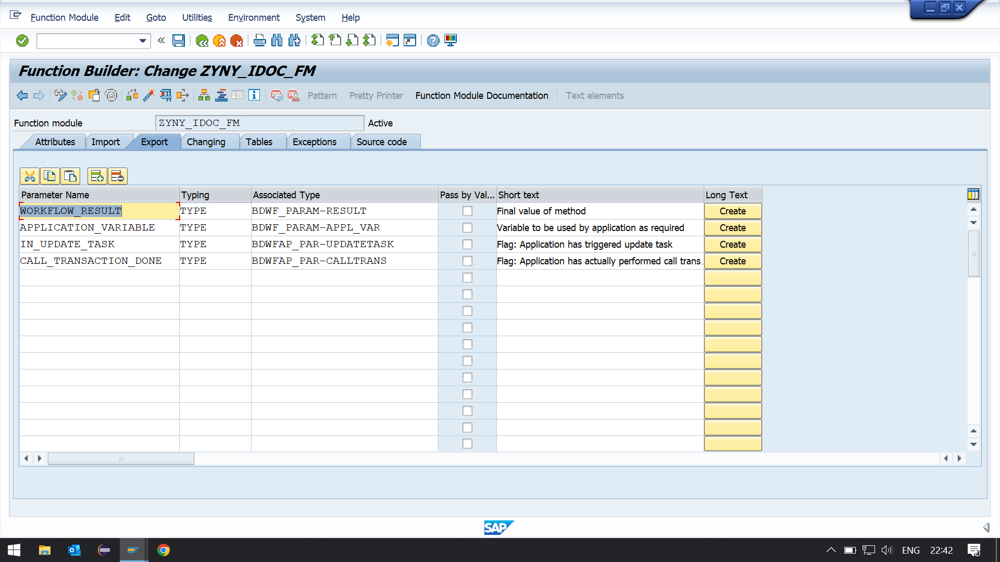 Function Module Edit Goto Utilities Environment System Help
Function Builder: Change ZYNY_IDOC_FM
Pattern Pretty Printer Function Module Documentation Text elements
Function module ZYNY_IDOC_FM Active
Attributes Import Export Changing Tables Exceptions Source code
Parameter Name Typing Associated Type Pass by Val... Short text Long Text
WORKFLOW_RESULT TYPE BDWF_PARAM-RESULT Final value of method Create
APPLICATION_VARIABLE TYPE BDWF_PARAM-APPL_VAR Variable to be used by application as required Create
IN_UPDATE_TASK TYPE BDWFAP_PAR-UPDATETASK Flag: Application has triggered update task Create
CALL_TRANSACTION_DONE TYPE BDWFAP_PAR-CALLTRANS Flag: Application has actually performed call trans.. Create
SAP
ENG 22:42